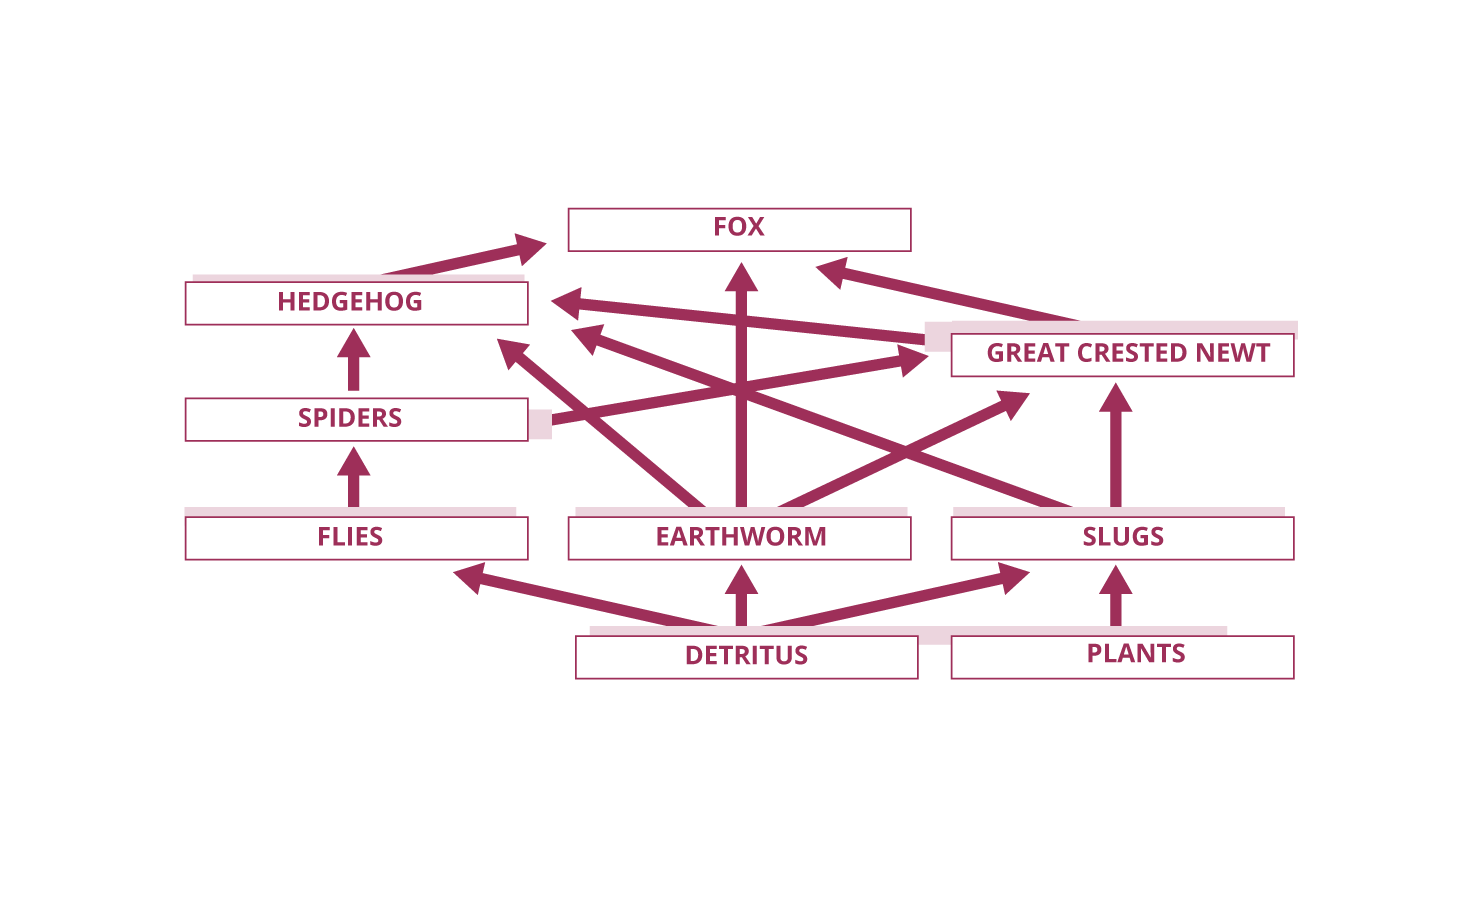 FOX
HEDGEHOG
GREAT CRESTED NEWT
SPIDERS
FLIES
EARTHWORM
SLUGS
DETRITUS
PLANTS